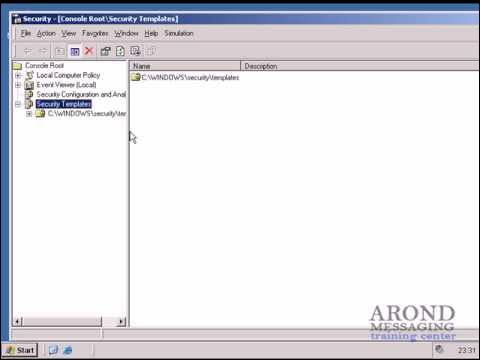 Security - [Console Root\Security Templates]
File Action View Favorites Window Help Simulation
Console Root
Local Computer Policy
Event Viewer (Local)
Security Configuration and Anal
Security Templates
C:\WINDOWS\security\tem
Name Description
C:\WINDOWS\security\templates
AROND
MESSAGING
training center
Start
23:31